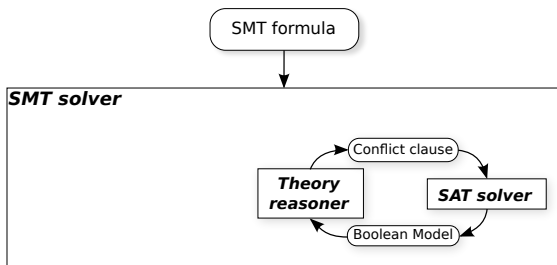 SMT formula
SMT solver
Conflict clause
Theory
reasoner
SAT solver
Boolean Model